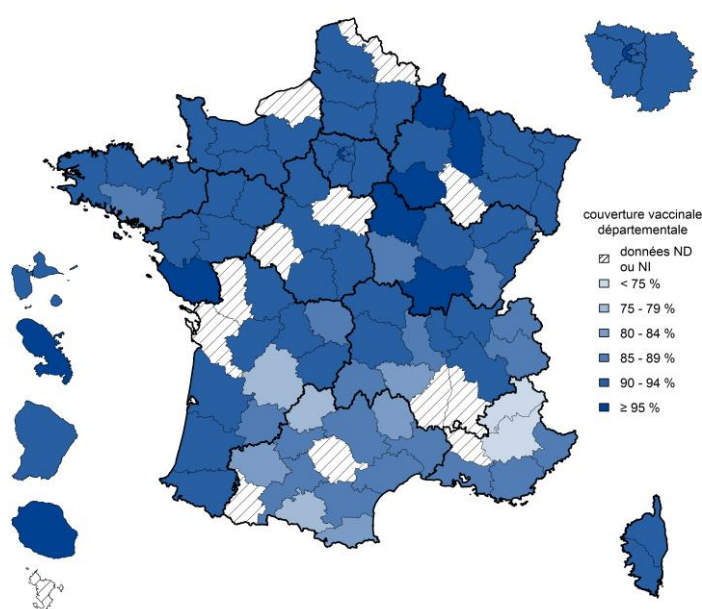 couverture vaccinale
départementale
données ND
ou NI
< 75 %
75 - 79 %
80 - 84 %
85 - 89 %
90 - 94 %
≥ 95 %